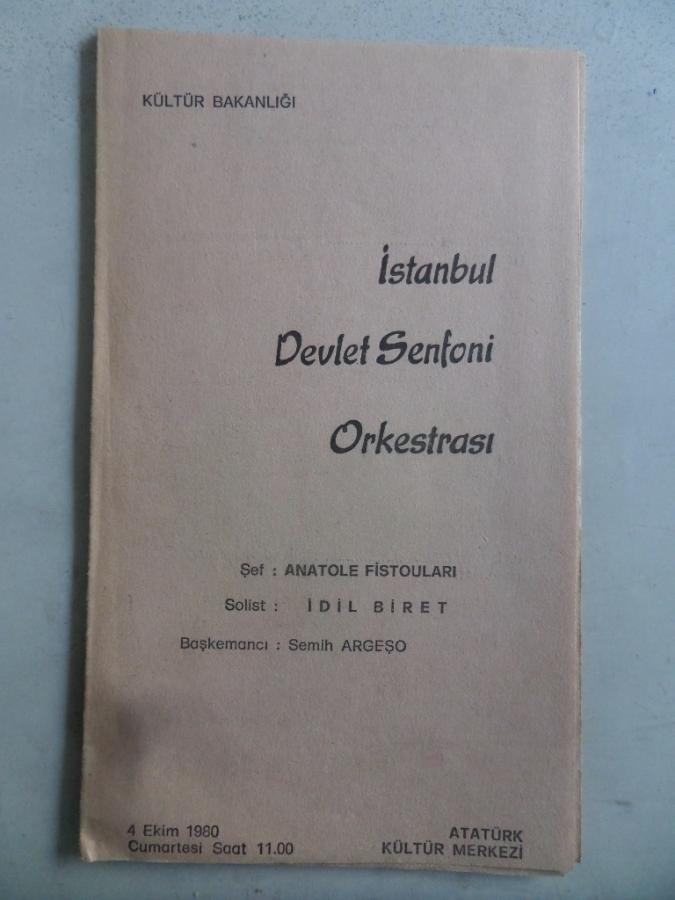 KÜLTÜR BAKANLIĞI
İstanbul
Devlet Senfoni
Orkestrası
Şef : ANATOLE FİSTOULARI
Solist : İDİL BİRET
Başkemancı : Semih ARGEŞO
4 Ekim 1980
Cumartesi Saat 11.00
ATATÜRK
KÜLTÜR MERKEZİ